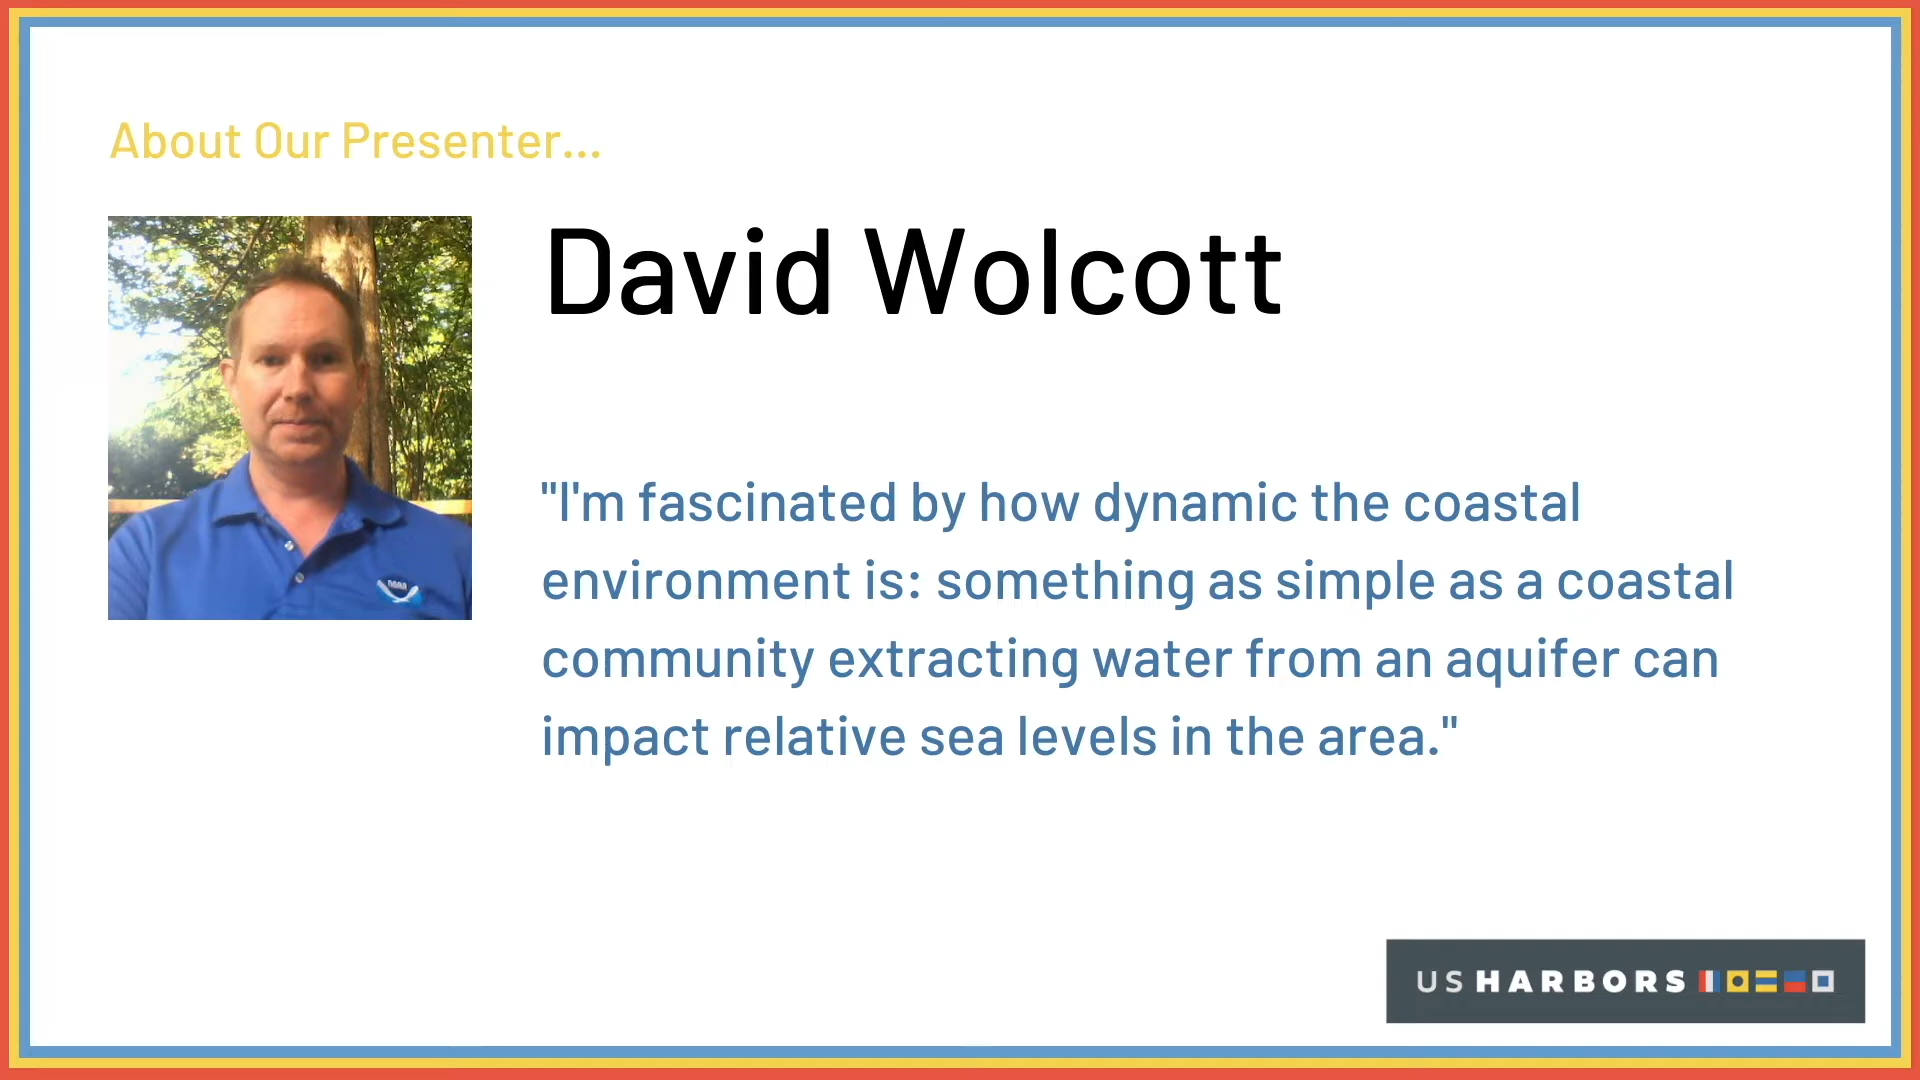 About Our Presenter...
David Wolcott
"I'm fascinated by how dynamic the coastal
environment is: something as simple as a coastal
community extracting water from an aquifer can
impact relative sea levels in the area."
NOAA
US HARBORS